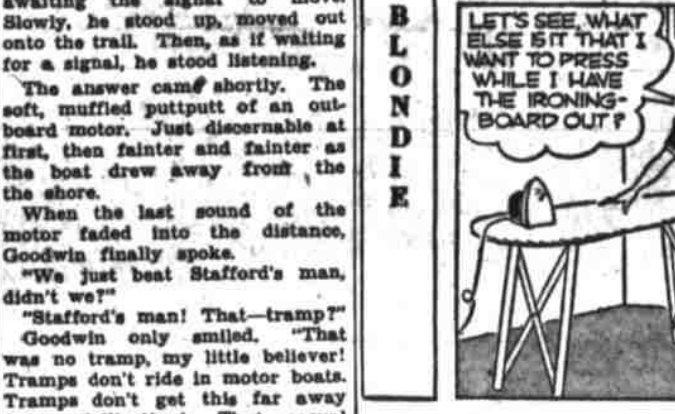 awaiting the signal to move.
Slowly, he stood up, moved out
onto the trail. Then, as if waiting
for a signal, he stood listening.
The answer came shortly. The
soft, muffled puttputt of an out-
board motor. Just discernable at
first, then fainter and fainter as
the boat drew away from the
the shore.
When the last sound of the
motor faded into the distance,
Goodwin finally spoke.
"We just beat Stafford's man,
didn't we?"
"Stafford's man! That—tramp?"
Goodwin only smiled. "That
was no tramp, my little believer!
Tramps don't ride in motor boats.
Tramps don't get this far away
BLONDIE
LET'S SEE, WHAT
ELSE IS IT THAT I
WANT TO PRESS
WHILE I HAVE
THE IRONING-
BOARD OUT?